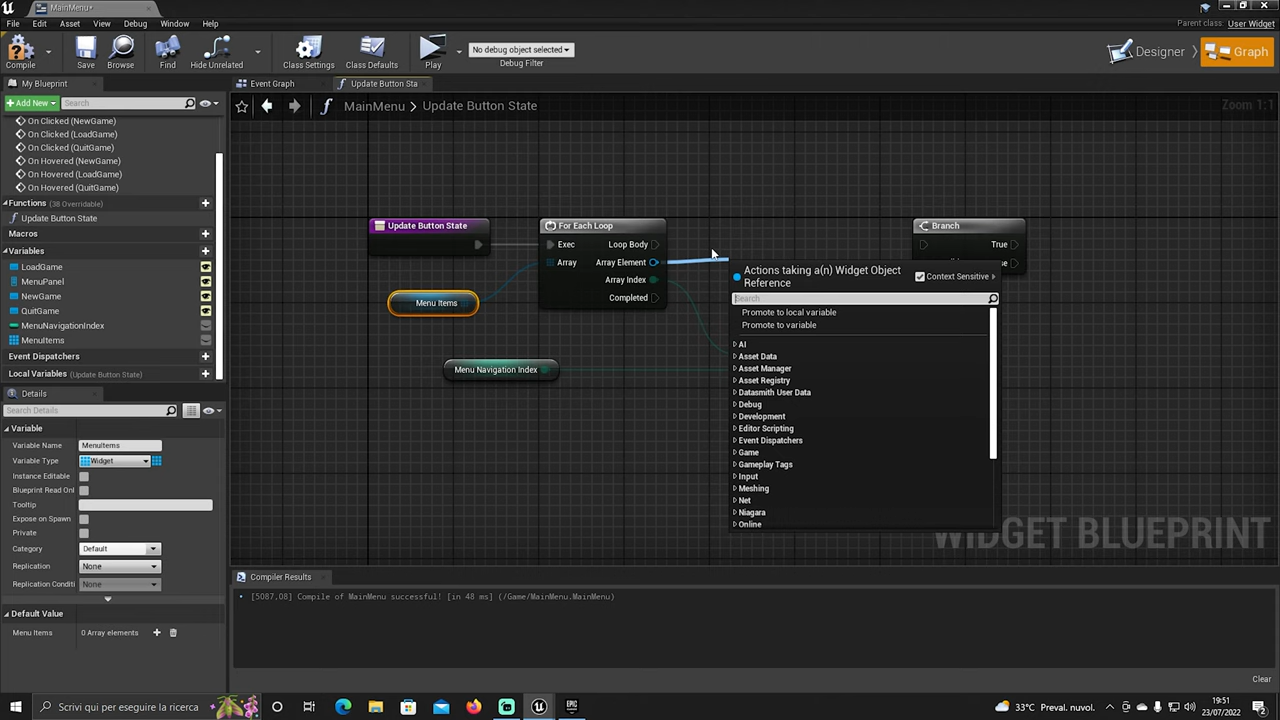 MainMenu*
File Edit Asset View Debug Window Help
Parent class: User Widget
Compile Save Browse Find Hide Unrelated Class Settings Class Defaults Play
No debug object selected
Debug Filter
Designer Graph
My Blueprint
+ Add New Search
On Clicked (NewGame)
On Clicked (LoadGame)
On Clicked (QuitGame)
On Hovered (NewGame)
On Hovered (LoadGame)
On Hovered (QuitGame)
Functions (38 Overridable)
Update Button State
Macros
Variables
LoadGame
MenuPanel
NewGame
QuitGame
MenuNavigationIndex
MenuItems
Event Dispatchers
Local Variables (Update Button State)
Details
Search Details
Variable
Variable Name MenuItems
Variable Type Widget
Instance Editable
Blueprint Read Onl
Tooltip
Expose on Spawn
Private
Category Default
Replication None
Replication Conditi None
Default Value
Menu Items 0 Array elements
Event Graph Update Button Sta
MainMenu > Update Button State
Zoom 1:1
Update Button State
For Each Loop
Exec Loop Body
Array Array Element
Array Index
Completed
Menu Items
Menu Navigation Index
Branch
True
Actions taking a(n) Widget Object
Reference
Context Sensitive
Search
Promote to local variable
Promote to variable
AI
Asset Data
Asset Manager
Asset Registry
Datasmith User Data
Debug
Development
Editor Scripting
Event Dispatchers
Game
Gameplay Tags
Input
Meshing
Net
Niagara
Online
WIDGET BLUEPRINT
Compiler Results
[5087,08] Compile of MainMenu successful! [in 48 ms] (/Game/MainMenu.MainMenu)
Clear
Scrivi qui per eseguire la ricerca
EPIC
33°C Preval. nuvol.
19:51
23/07/2022